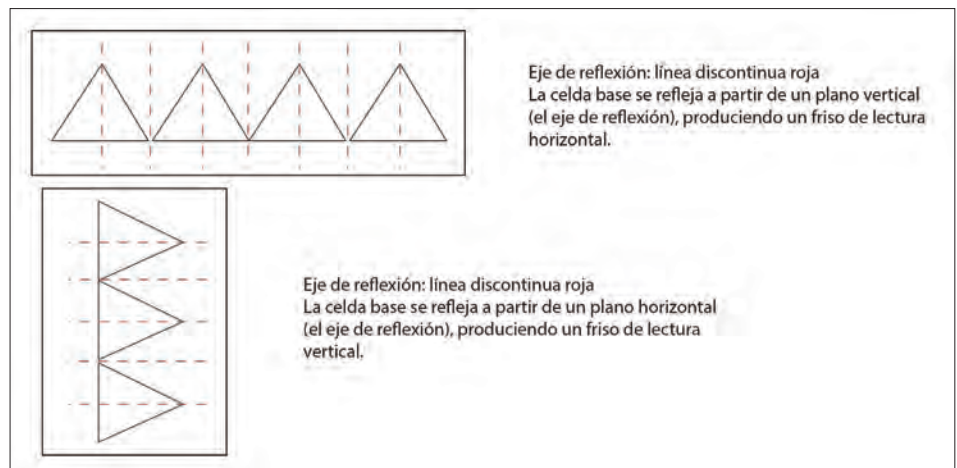 Eje de reflexión: línea discontinua roja
La celda base se refleja a partir de un plano vertical
(el eje de reflexión), produciendo un friso de lectura
horizontal.
Eje de reflexión: línea discontinua roja
La celda base se refleja a partir de un plano horizontal
(el eje de reflexión), produciendo un friso de lectura
vertical.